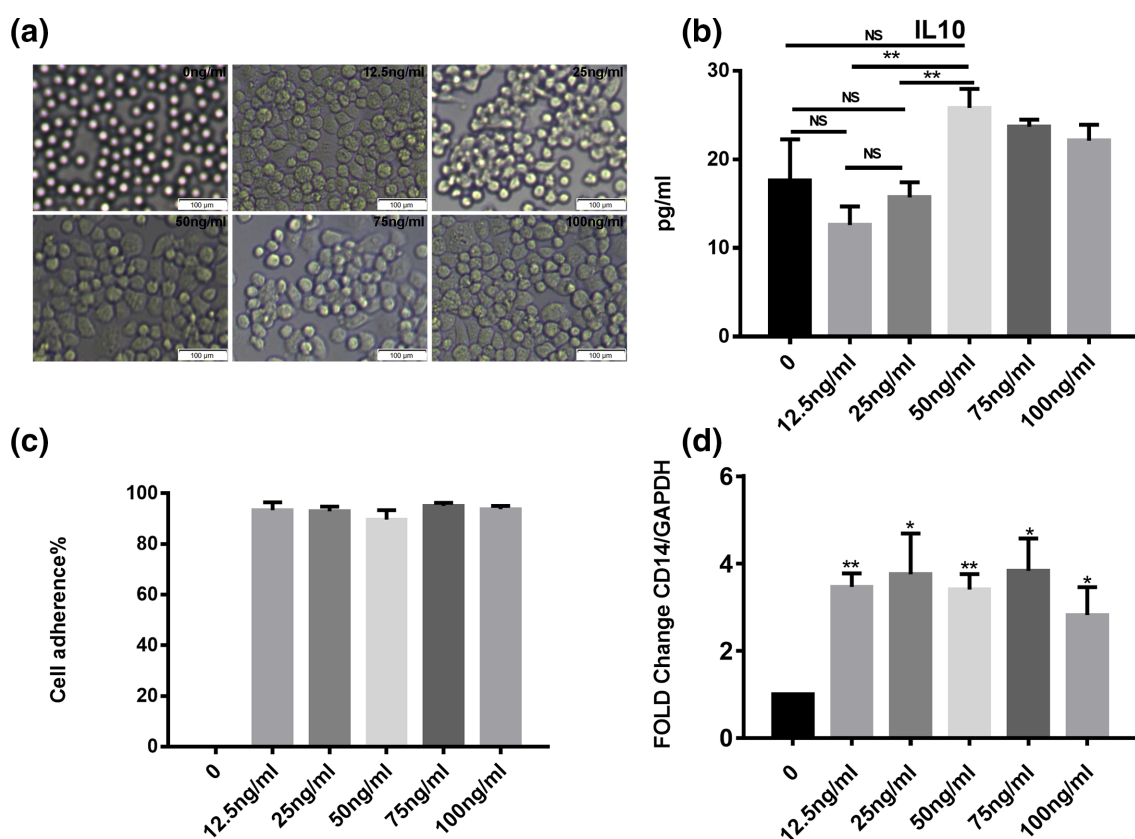 (a)
0ng/ml
12.5ng/ml
25ng/ml
100 µm
100 µm
100 µm
50ng/ml
75ng/ml
100ng/ml
100 µm
100 µm
100 µm
(b)
IL10
NS
**
**
NS
NS
NS
pg/ml
30
20
10
0
0
12.5ng/ml
25ng/ml
50ng/ml
75ng/ml
100ng/ml
(c)
Cell adherence%
100
80
60
40
20
0
0
12.5ng/ml
25ng/ml
50ng/ml
75ng/ml
100ng/ml
(d)
FOLD Change CD14/GAPDH
6
4
2
0
**
*
**
*
*
0
12.5ng/ml
25ng/ml
50ng/ml
75ng/ml
100ng/ml